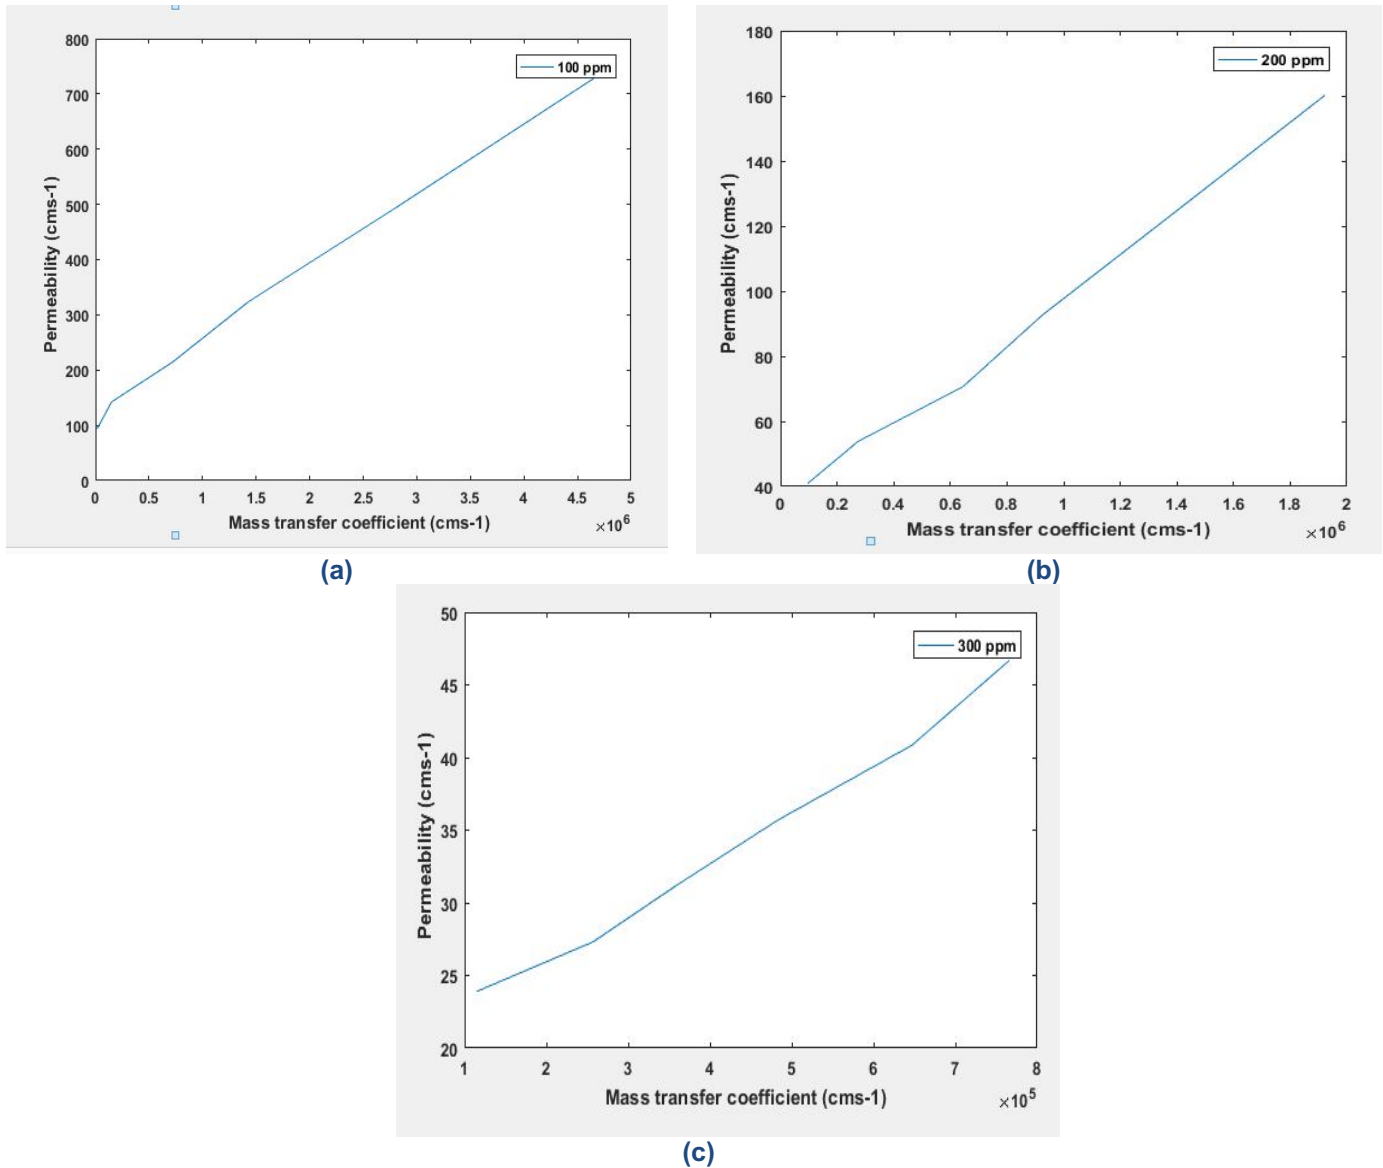 800
700
600
500
400
300
200
100
0
Permeability (cms-1)
100 ppm
0 0.5 1 1.5 2 2.5 3 3.5 4 4.5 5
Mass transfer coefficient (cms-1)
×10^6
(a)
180
160
140
120
100
80
60
40
Permeability (cms-1)
200 ppm
0 0.2 0.4 0.6 0.8 1 1.2 1.4 1.6 1.8 2
Mass transfer coefficient (cms-1)
×10^6
(b)
50
45
40
35
30
25
20
Permeability (cms-1)
300 ppm
1 2 3 4 5 6 7 8
Mass transfer coefficient (cms-1)
×10^5
(c)